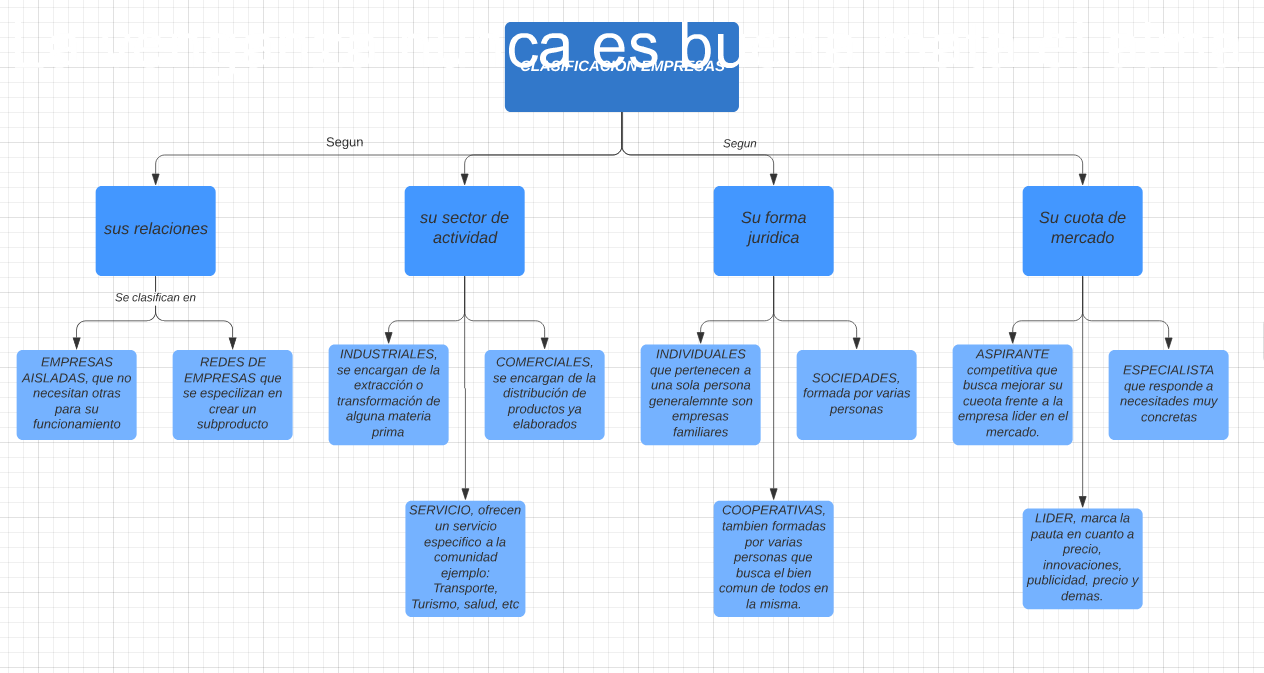 ca es bu
CLASIFICACION EMPRESAS
Segun
Segun
sus relaciones
su sector de
actividad
Su forma
juridica
Su cuota de
mercado
Se clasifican en
EMPRESAS
AISLADAS, que no
necesitan otras
para su
funcionamiento
REDES DE
EMPRESAS que
se especilizan en
crear un
subproducto
INDUSTRIALES,
se encargan de la
extracción o
transformación de
alguna materia
prima
COMERCIALES,
se encargan de la
distribución de
productos ya
elaborados
INDIVIDUALES
que pertenecen a
una sola persona
generalemnte son
empresas
familiares
SOCIEDADES,
formada por varias
personas
ASPIRANTE
competitiva que
busca mejorar su
cueota frente a la
empresa lider en el
mercado.
ESPECIALISTA
que responde a
necesitades muy
concretas
SERVICIO, ofrecen
un servicio
especifico a la
comunidad
ejemplo:
Transporte,
Turismo, salud, etc
COOPERATIVAS,
tambien formadas
por varias
personas que
busca el bien
comun de todos en
la misma.
LIDER, marca la
pauta en cuanto a
precio,
innovaciones,
publicidad, precio y
demas.